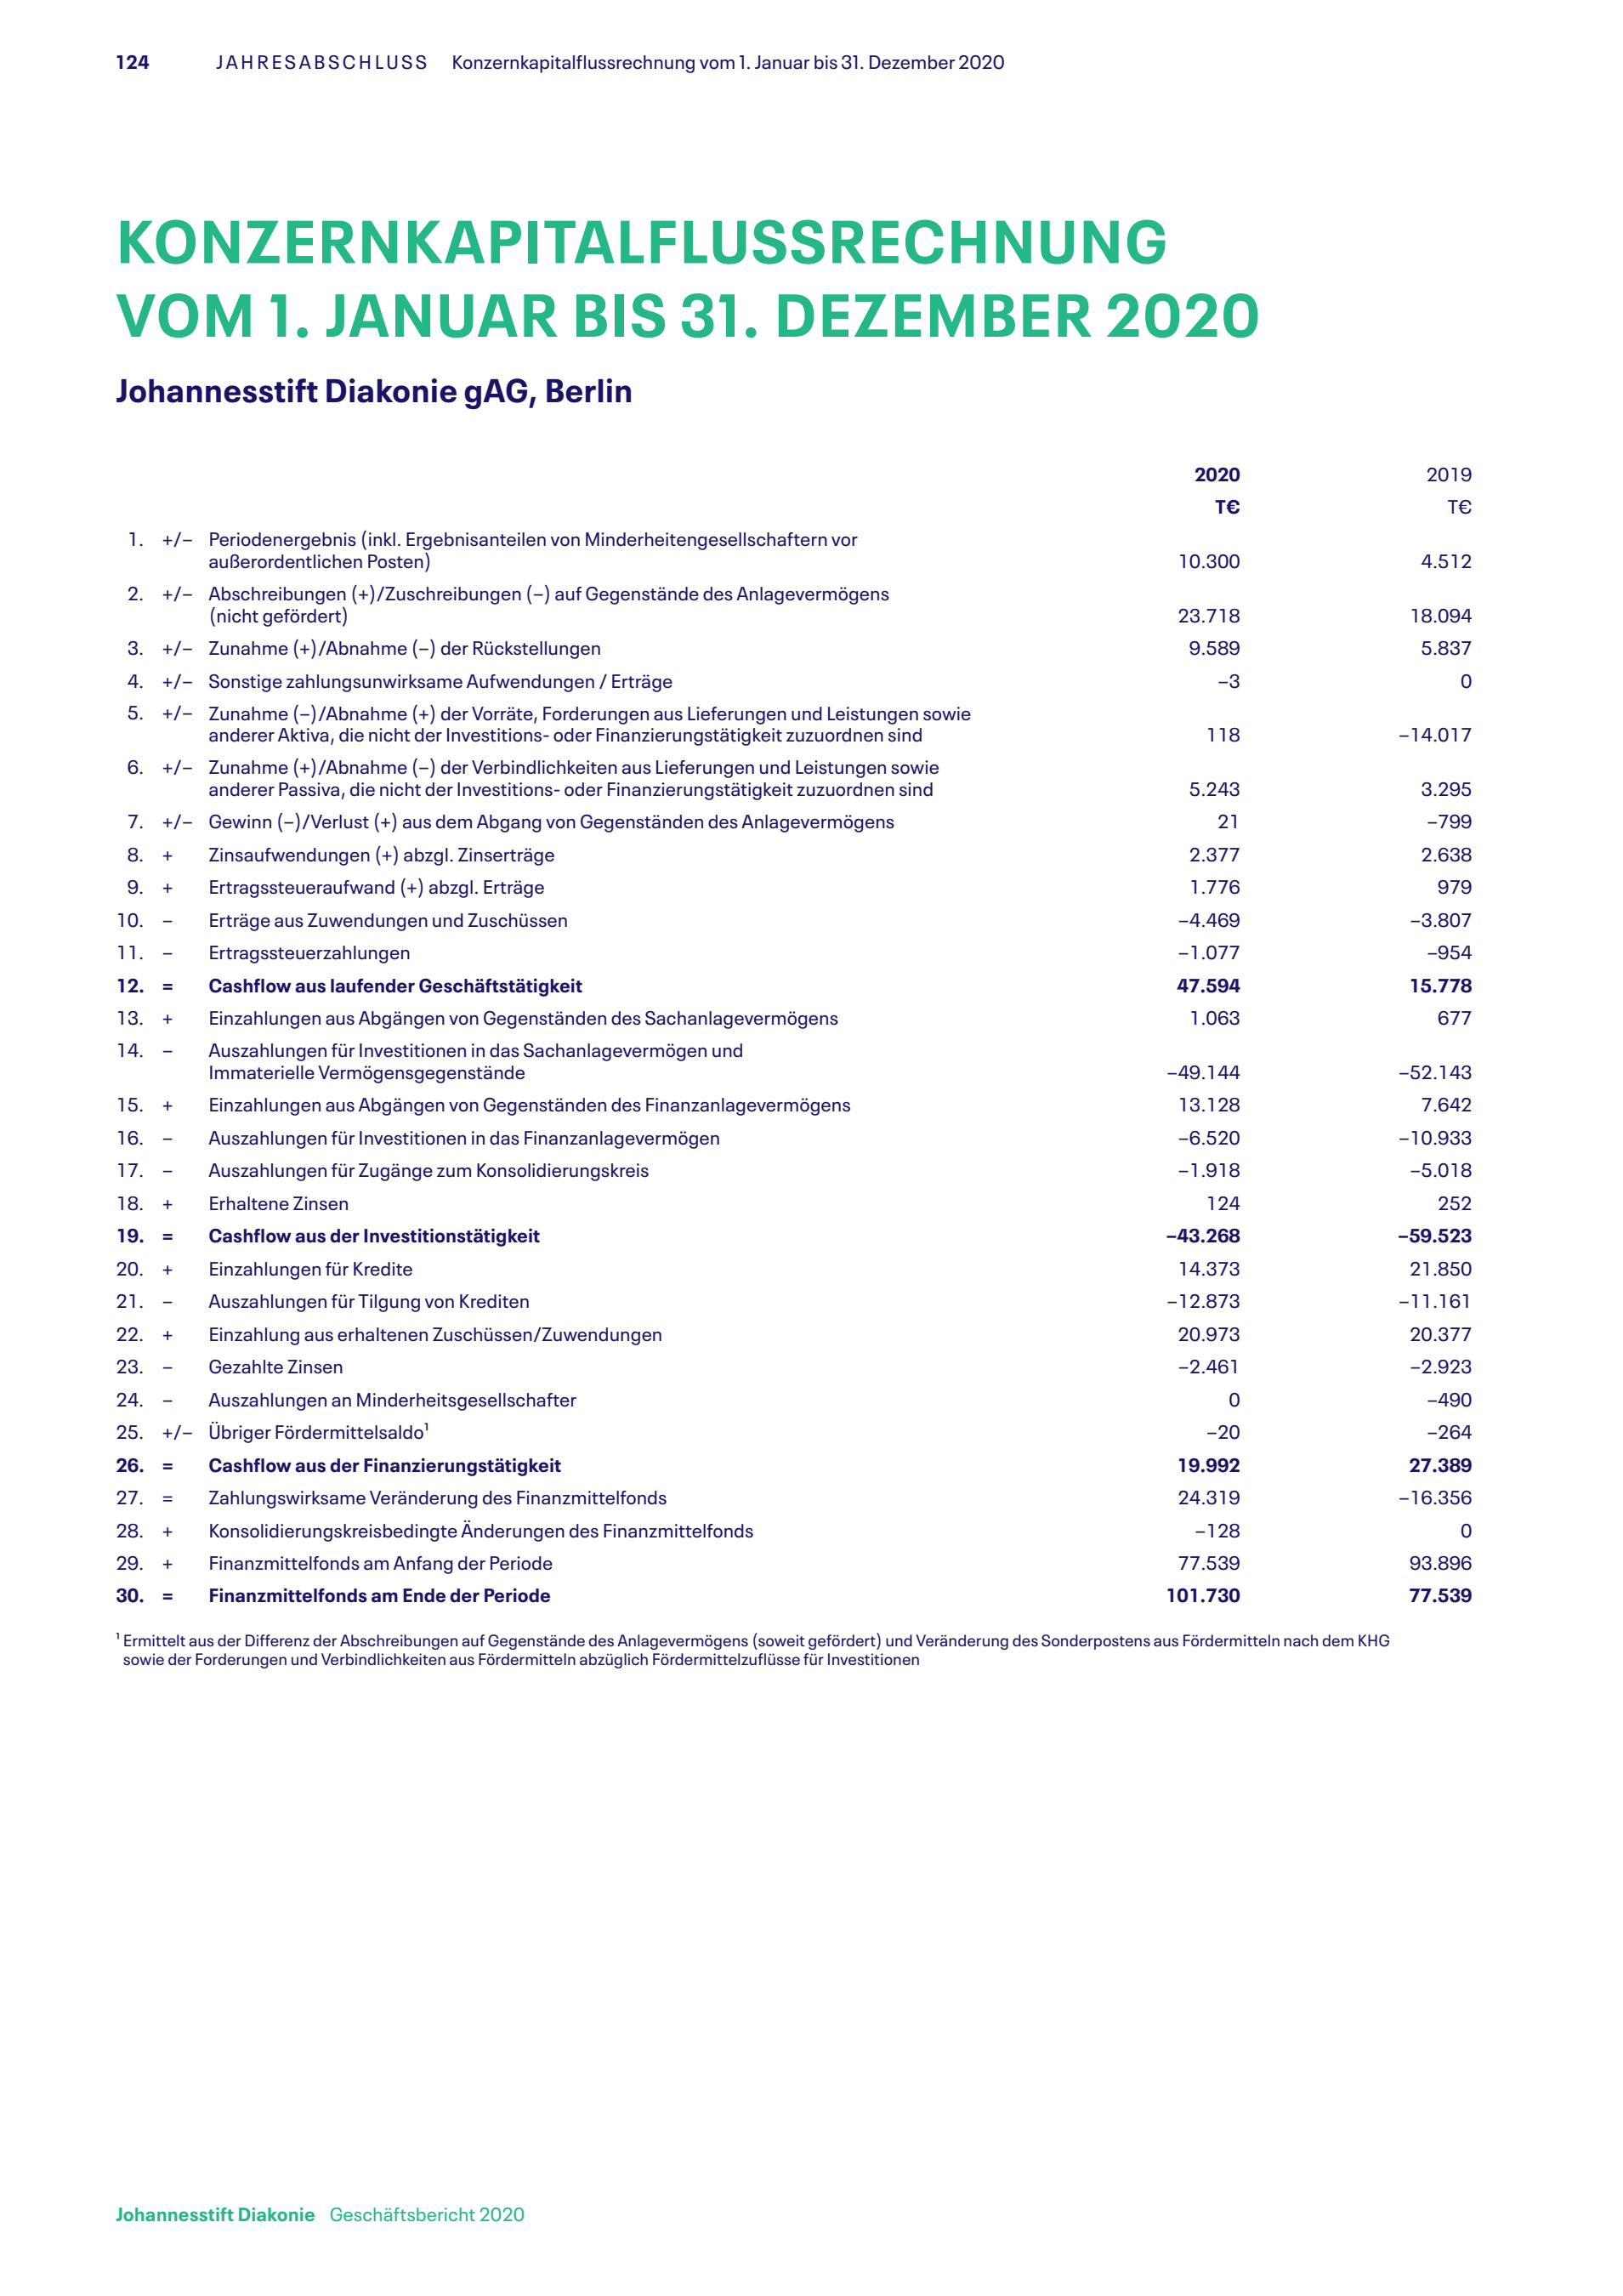 124 JAHRESABSCHLUSS Konzernkapitalflussrechnung vom 1. Januar bis 31. Dezember 2020
KONZERNKAPITALFLUSSRECHNUNG
VOM 1. JANUAR BIS 31. DEZEMBER 2020
Johannesstift Diakonie gAG, Berlin
2020 2019
T€ T€
1. +/– Periodenergebnis (inkl. Ergebnisanteilen von Minderheitengesellschaftern vor
außerordentlichen Posten) 10.300 4.512
2. +/– Abschreibungen (+)/Zuschreibungen (–) auf Gegenstände des Anlagevermögens
(nicht gefördert) 23.718 18.094
3. +/– Zunahme (+)/Abnahme (–) der Rückstellungen 9.589 5.837
4. +/– Sonstige zahlungsunwirksame Aufwendungen / Erträge –3 0
5. +/– Zunahme (–)/Abnahme (+) der Vorräte, Forderungen aus Lieferungen und Leistungen sowie
anderer Aktiva, die nicht der Investitions- oder Finanzierungstätigkeit zuzuordnen sind 118 –14.017
6. +/– Zunahme (+)/Abnahme (–) der Verbindlichkeiten aus Lieferungen und Leistungen sowie
anderer Passiva, die nicht der Investitions- oder Finanzierungstätigkeit zuzuordnen sind 5.243 3.295
7. +/– Gewinn (–)/Verlust (+) aus dem Abgang von Gegenständen des Anlagevermögens 21 –799
8. + Zinsaufwendungen (+) abzgl. Zinserträge 2.377 2.638
9. + Ertragssteueraufwand (+) abzgl. Erträge 1.776 979
10. – Erträge aus Zuwendungen und Zuschüssen –4.469 –3.807
11. – Ertragssteuerzahlungen –1.077 –954
12. = Cashflow aus laufender Geschäftstätigkeit 47.594 15.778
13. + Einzahlungen aus Abgängen von Gegenständen des Sachanlagevermögens 1.063 677
14. – Auszahlungen für Investitionen in das Sachanlagevermögen und
Immaterielle Vermögensgegenstände –49.144 –52.143
15. + Einzahlungen aus Abgängen von Gegenständen des Finanzanlagevermögens 13.128 7.642
16. – Auszahlungen für Investitionen in das Finanzanlagevermögen –6.520 –10.933
17. – Auszahlungen für Zugänge zum Konsolidierungskreis –1.918 –5.018
18. + Erhaltene Zinsen 124 252
19. = Cashflow aus der Investitionstätigkeit –43.268 –59.523
20. + Einzahlungen für Kredite 14.373 21.850
21. – Auszahlungen für Tilgung von Krediten –12.873 –11.161
22. + Einzahlung aus erhaltenen Zuschüssen/Zuwendungen 20.973 20.377
23. – Gezahlte Zinsen –2.461 –2.923
24. – Auszahlungen an Minderheitsgesellschafter 0 –490
25. +/– Übriger Fördermittelsaldo¹ –20 –264
26. = Cashflow aus der Finanzierungstätigkeit 19.992 27.389
27. = Zahlungswirksame Veränderung des Finanzmittelfonds 24.319 –16.356
28. + Konsolidierungskreisbedingte Änderungen des Finanzmittelfonds –128 0
29. + Finanzmittelfonds am Anfang der Periode 77.539 93.896
30. = Finanzmittelfonds am Ende der Periode 101.730 77.539
¹ Ermittelt aus der Differenz der Abschreibungen auf Gegenstände des Anlagevermögens (soweit gefördert) und Veränderung des Sonderpostens aus Fördermitteln nach dem KHG
sowie der Forderungen und Verbindlichkeiten aus Fördermitteln abzüglich Fördermittelzuflüsse für Investitionen
Johannesstift Diakonie Geschäftsbericht 2020